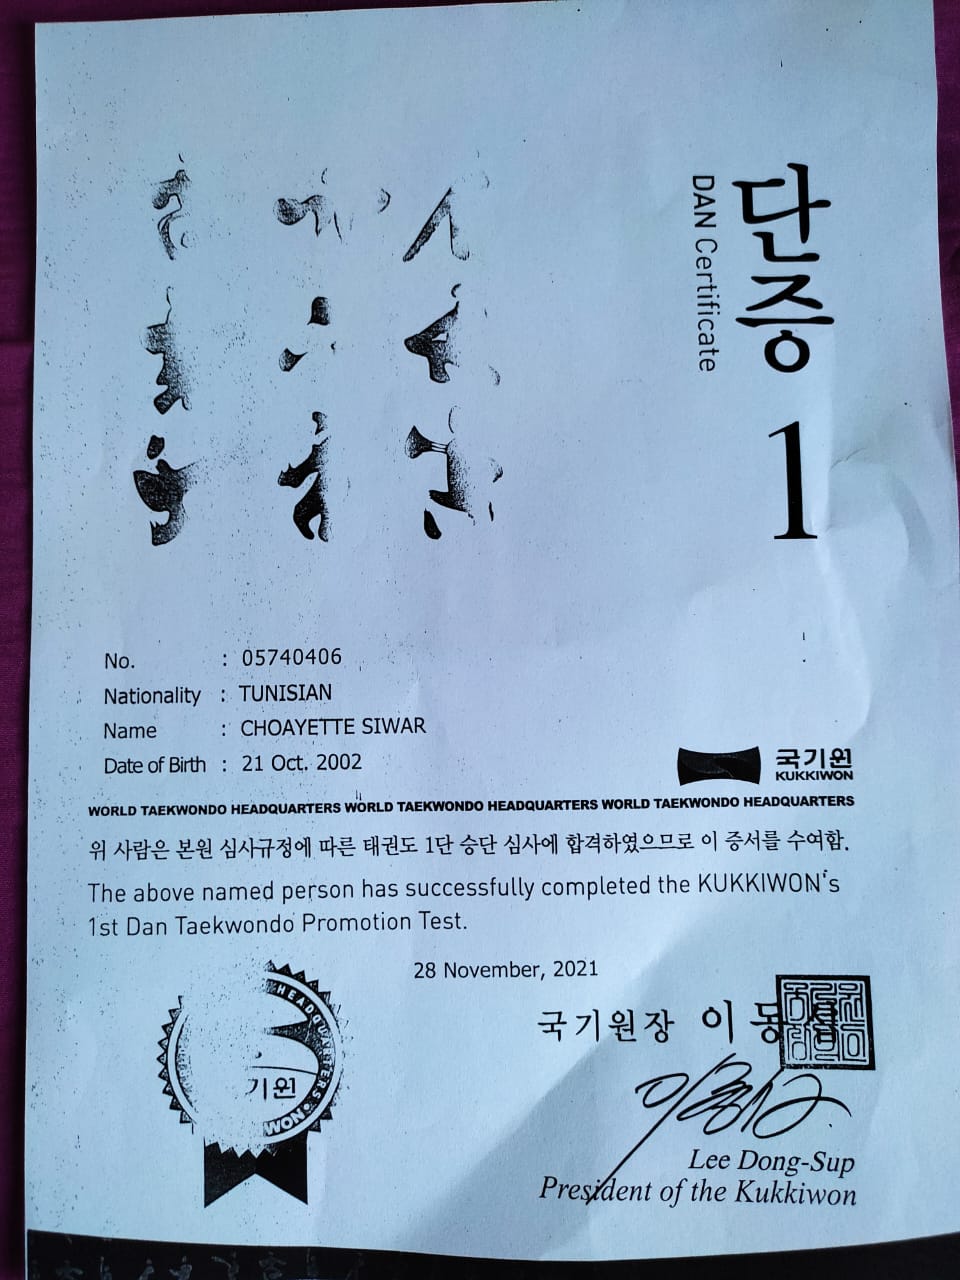 단증 1
DAN Certificate
No. : 05740406
Nationality : TUNISIAN
Name : CHOAYETTE SIWAR
Date of Birth : 21 Oct. 2002
국기원
KUKKIWON
WORLD TAEKWONDO HEADQUARTERS WORLD TAEKWONDO HEADQUARTERS WORLD TAEKWONDO HEADQUARTERS
위 사람은 본원 심사규정에 따른 태권도 1단 승단 심사에 합격하였으므로 이 증서를 수여함.
The above named person has successfully completed the KUKKIWON's
1st Dan Taekwondo Promotion Test.
28 November, 2021
HEADQUARTERS
기원
WON
국기원장 이 동
Lee Dong-Sup
President of the Kukkiwon